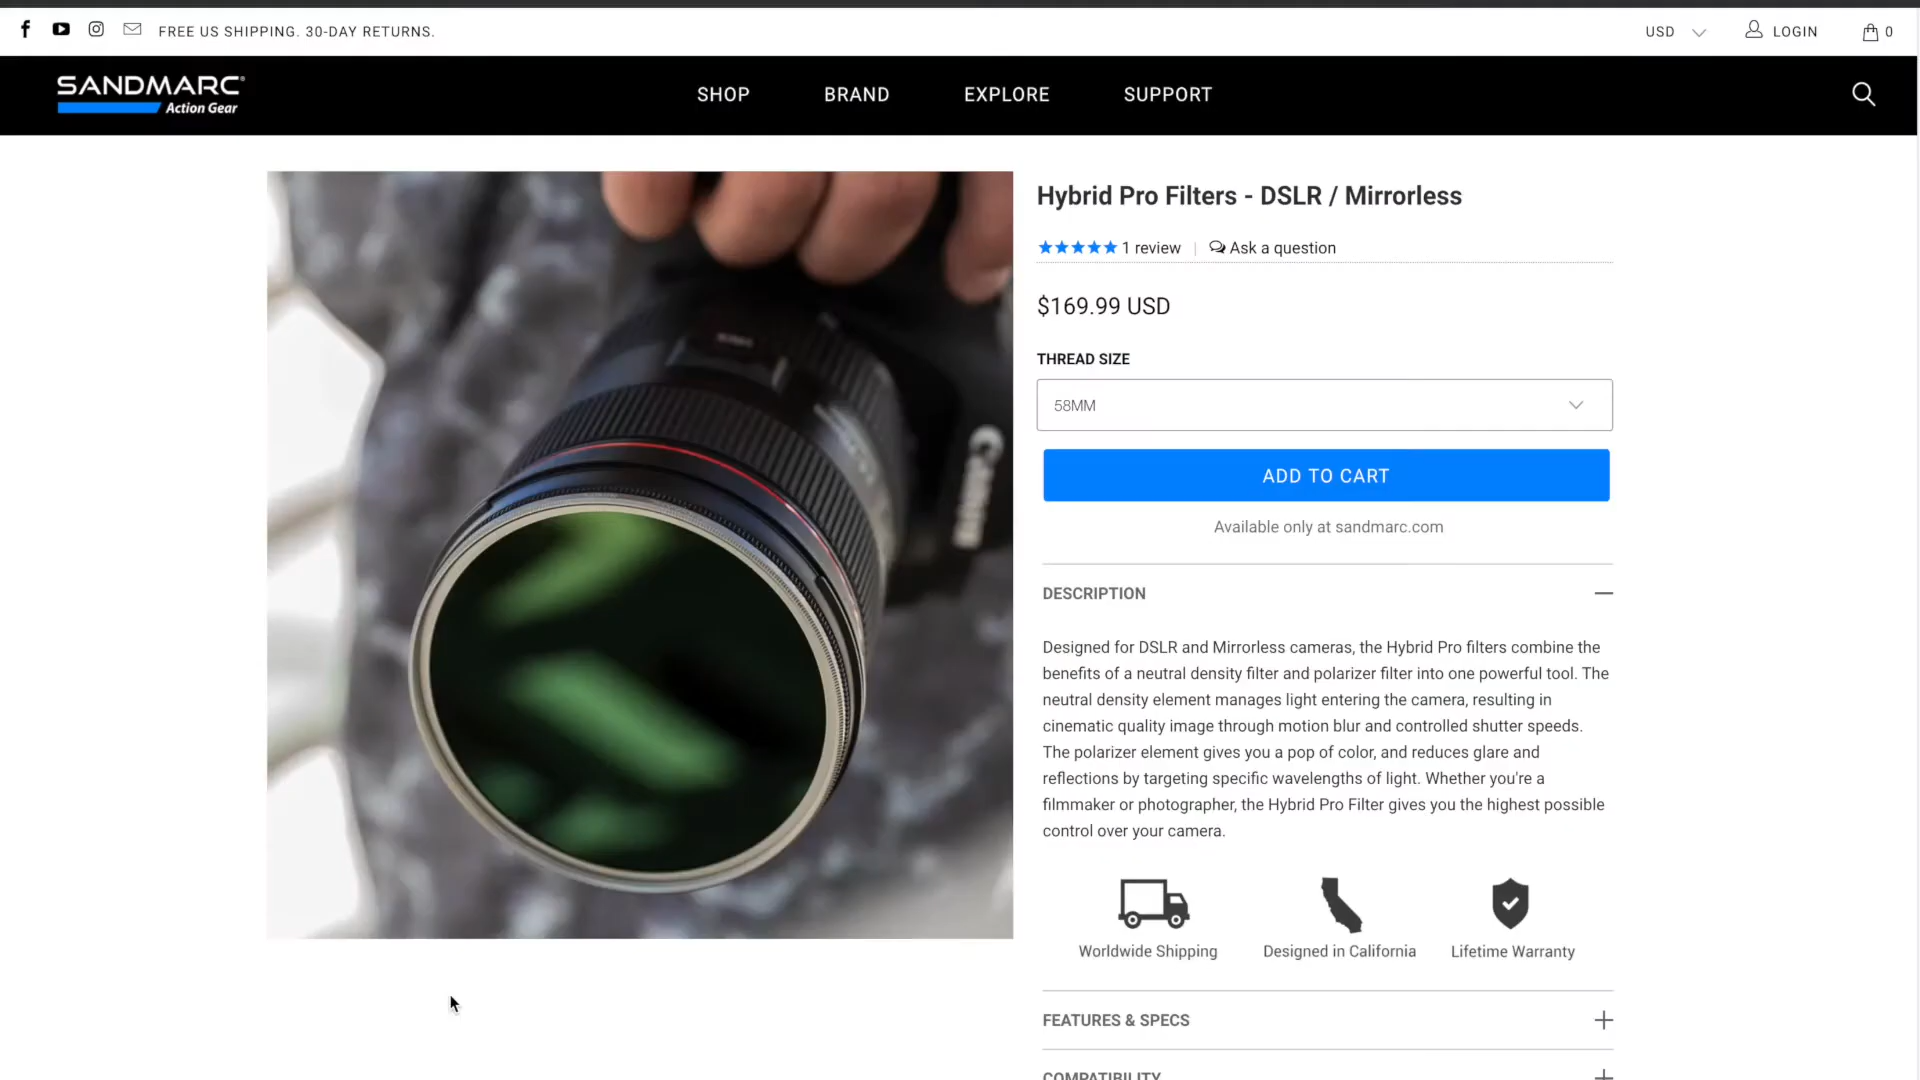 FREE US SHIPPING. 30-DAY RETURNS.
USD
LOGIN
0
SANDMARC®
Action Gear
SHOP
BRAND
EXPLORE
SUPPORT
Canon
Hybrid Pro Filters - DSLR / Mirrorless
1 review
Ask a question
$169.99 USD
THREAD SIZE
58MM
ADD TO CART
Available only at sandmarc.com
DESCRIPTION
Designed for DSLR and Mirrorless cameras, the Hybrid Pro filters combine the
benefits of a neutral density filter and polarizer filter into one powerful tool. The
neutral density element manages light entering the camera, resulting in
cinematic quality image through motion blur and controlled shutter speeds.
The polarizer element gives you a pop of color, and reduces glare and
reflections by targeting specific wavelengths of light. Whether you're a
filmmaker or photographer, the Hybrid Pro Filter gives you the highest possible
control over your camera.
Worldwide Shipping
Designed in California
Lifetime Warranty
FEATURES & SPECS
COMPATIBILITY